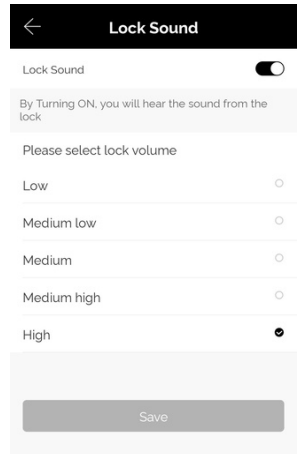 Lock Sound
Lock Sound
By Turning ON, you will hear the sound from the
lock
Please select lock volume
Low
Medium low
Medium
Medium high
High
Save